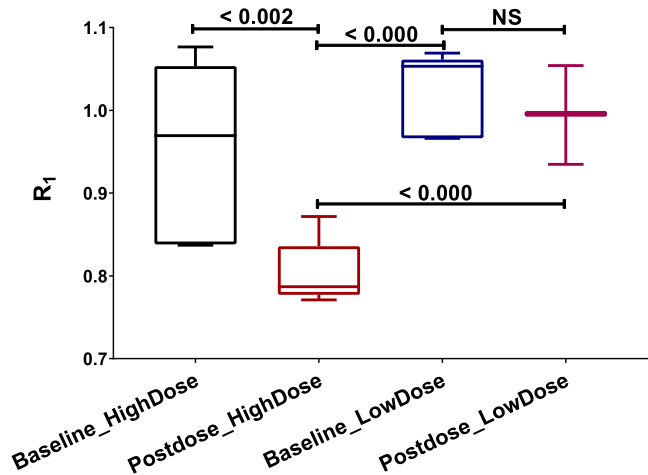 < 0.002
NS
1.1
< 0.000
1.0
R1
0.9
< 0.000
0.8
0.7
Baseline_HighDose
Postdose_HighDose
Baseline_LowDose
Postdose_LowDose